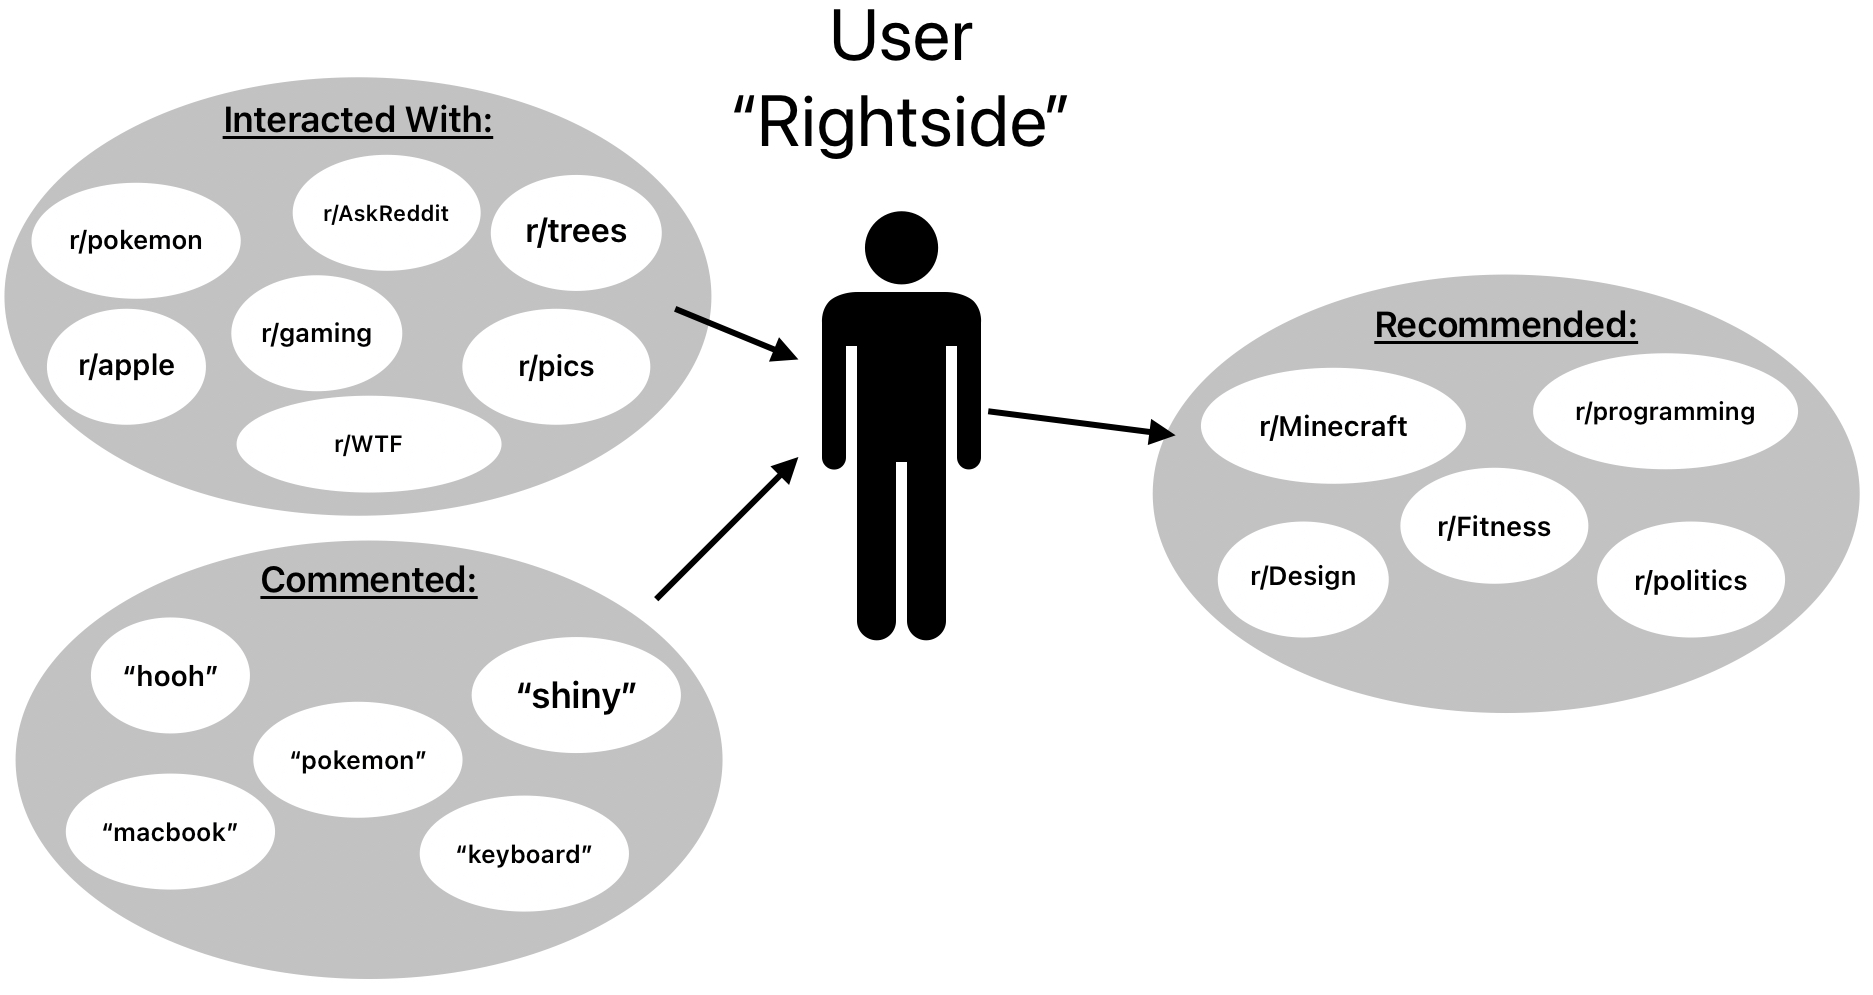 User
“Rightside”
Interacted With:
r/pokemon
r/AskReddit
r/trees
r/apple
r/gaming
r/pics
r/WTF
Commented:
“hooh”
“shiny”
“pokemon”
“macbook”
“keyboard”
Recommended:
r/Minecraft
r/programming
r/Fitness
r/Design
r/politics